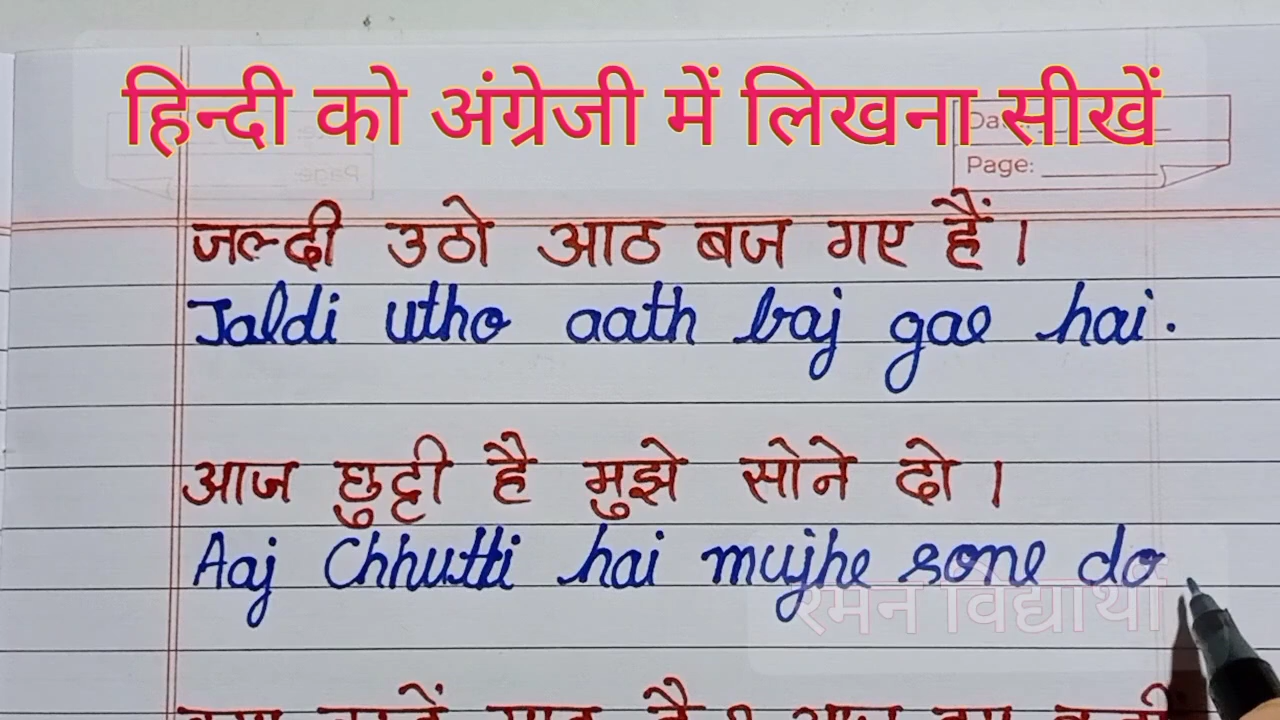 हिन्दी को अंग्रेजी में लिखना सीखें
Date:
Page:
जल्दी उठो आठ बज गए हैं।
Jaldi utho aath baj gae hai.
आज छुट्टी है मुझे सोने दो।
Aaj Chhutti hai mujhe sone do
रमन विद्यार्थी